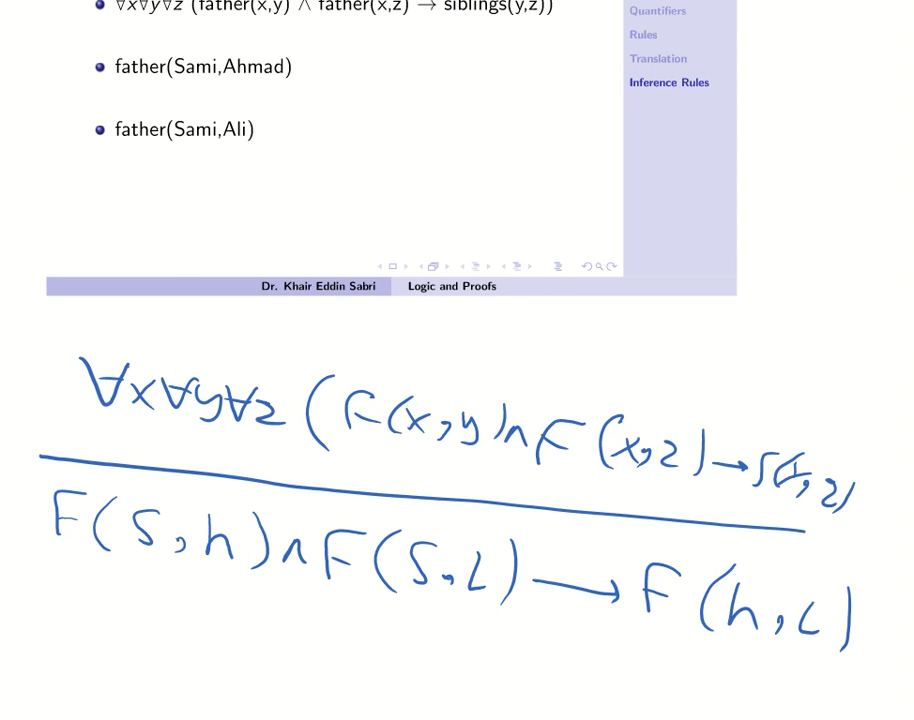 ∀x∀y∀z (father(x,y) ∧ father(x,z) → siblings(y,z))
Quantifiers
Rules
Translation
father(Sami,Ahmad)
Inference Rules
father(Sami,Ali)
Dr. Khair Eddin Sabri Logic and Proofs
∀x∀y∀z (F(x,y)∧F(x,z)→S(y,z)
F(S,h)∧F(S,L)→F(h,L)